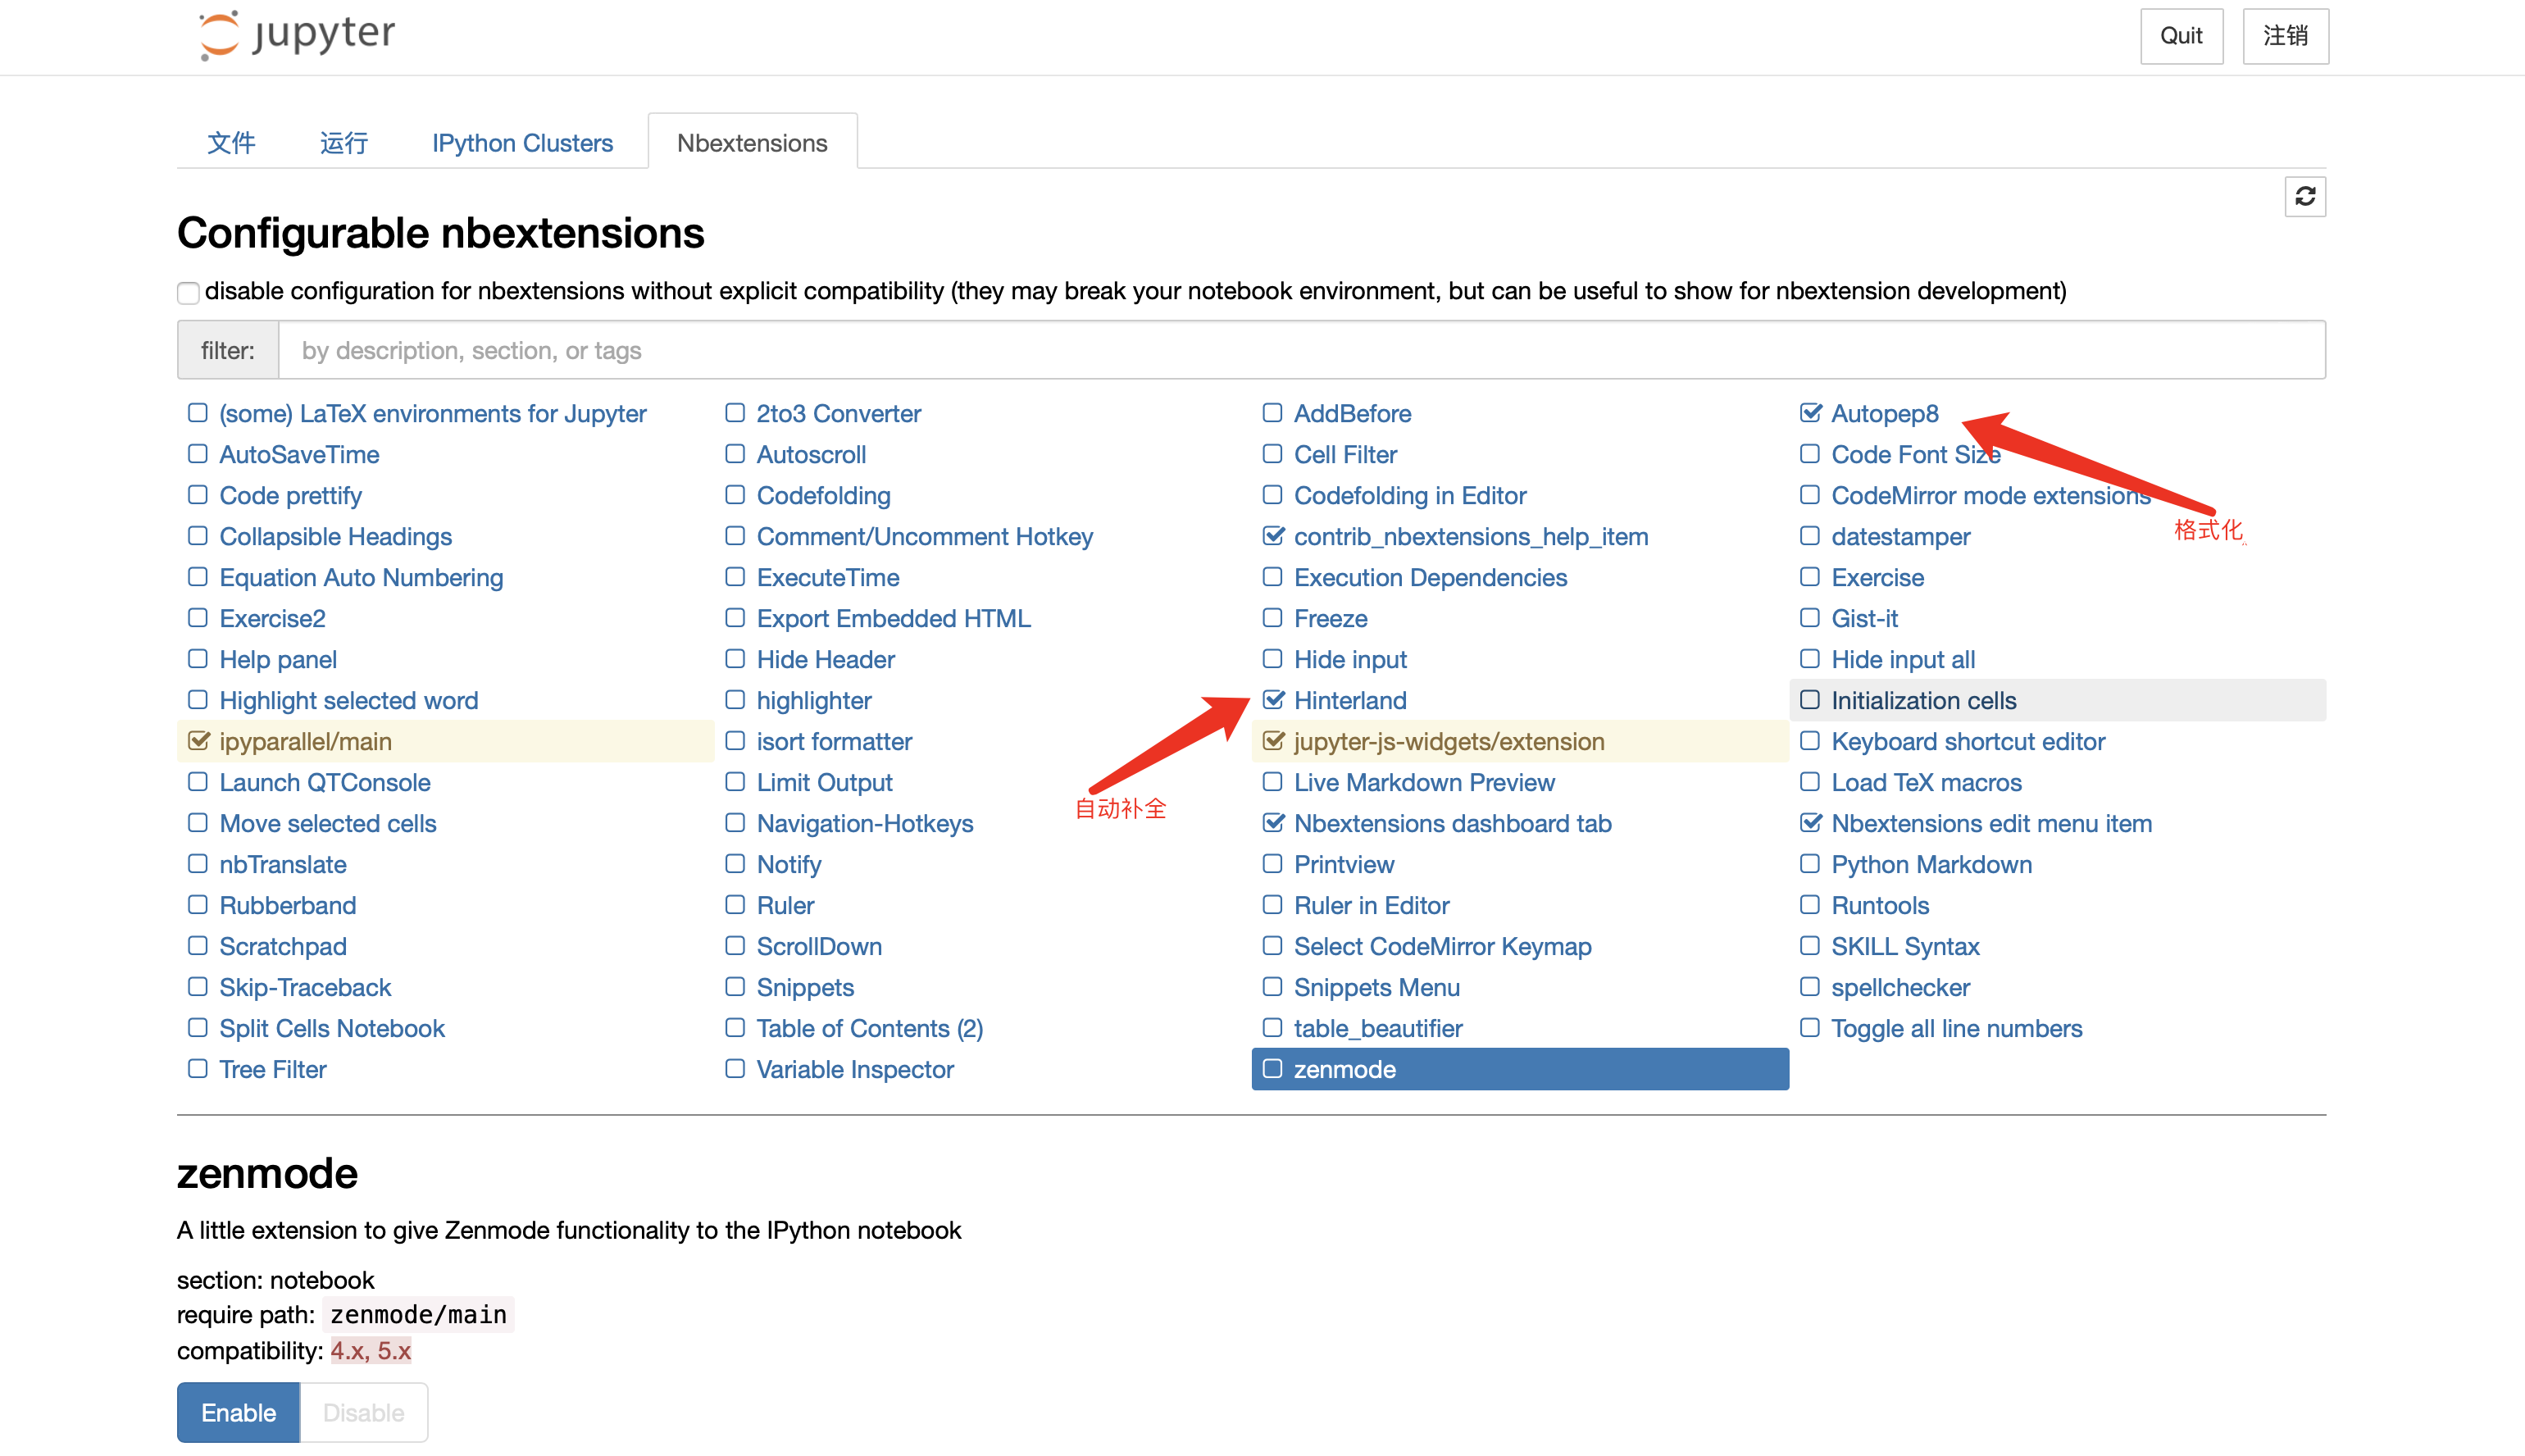 jupyter
Quit 注销
文件 运行 IPython Clusters Nbextensions
Configurable nbextensions
disable configuration for nbextensions without explicit compatibility (they may break your notebook environment, but can be useful to show for nbextension development)
filter: by description, section, or tags
(some) LaTeX environments for Jupyter 2to3 Converter AddBefore Autopep8
AutoSaveTime Autoscroll Cell Filter Code Font Size
Code prettify Codefolding Codefolding in Editor CodeMirror mode extensions
格式化
Collapsible Headings Comment/Uncomment Hotkey contrib_nbextensions_help_item datestamper
Equation Auto Numbering ExecuteTime Execution Dependencies Exercise
Exercise2 Export Embedded HTML Freeze Gist-it
Help panel Hide Header Hide input Hide input all
Highlight selected word highlighter Hinterland Initialization cells
ipyparallel/main isort formatter jupyter-js-widgets/extension Keyboard shortcut editor
Launch QTConsole Limit Output Live Markdown Preview Load TeX macros
自动补全
Move selected cells Navigation-Hotkeys Nbextensions dashboard tab Nbextensions edit menu item
nbTranslate Notify Printview Python Markdown
Rubberband Ruler Ruler in Editor Runtools
Scratchpad ScrollDown Select CodeMirror Keymap SKILL Syntax
Skip-Traceback Snippets Snippets Menu spellchecker
Split Cells Notebook Table of Contents (2) table_beautifier Toggle all line numbers
Tree Filter Variable Inspector zenmode
zenmode
A little extension to give Zenmode functionality to the IPython notebook
section: notebook
require path: zenmode/main
compatibility: 4.x, 5.x
Enable Disable